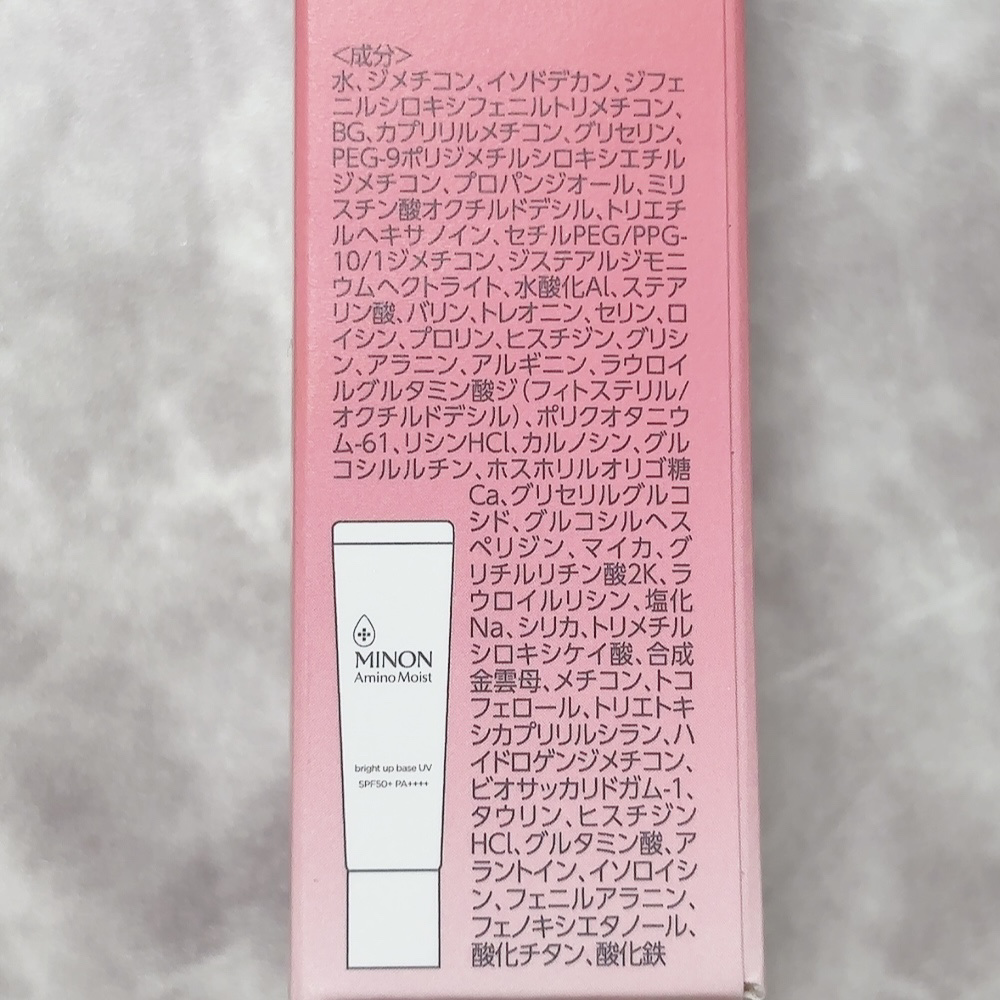 <成分>
水、ジメチコン、イソドデカン、ジフェ
ニルシロキシフェニルトリメチコン、
BG、カプリリルメチコン、グリセリン、
PEG-9ポリジメチルシロキシエチル
ジメチコン、プロパンジオール、ミリ
スチン酸オクチルドデシル、トリエチ
ルヘキサノイン、セチルPEG/PPG-
10/1ジメチコン、ジステアルジモニ
ウムヘクトライト、水酸化Al、ステア
リン酸、バリン、トレオニン、セリン、ロ
イシン、プロリン、ヒスチジン、グリシ
ン、アラニン、アルギニン、ラウロイ
ルグルタミン酸ジ(フィトステリル/
オクチルドデシル)、ポリクオタニウ
ム-61、リシンHCl、カルノシン、グル
コシルルチン、ホスホリルオリゴ糖
Ca、グリセリルグルコ
シド、グルコシルヘス
ペリジン、マイカ、グ
リチルリチン酸2K、ラ
ウロイルリシン、塩化
Na、シリカ、トリメチル
シロキシケイ酸、合成
金雲母、メチコン、トコ
フェロール、トリエトキ
シカプリリルシラン、ハ
イドロゲンジメチコン、
ビオサッカリドガム-1、
タウリン、ヒスチジン
HCl、グルタミン酸、ア
ラントイン、イソロイシ
ン、フェニルアラニン、
フェノキシエタノール、
酸化チタン、酸化鉄
MINON
Amino Moist
bright up base UV
SPF50+ PA++++